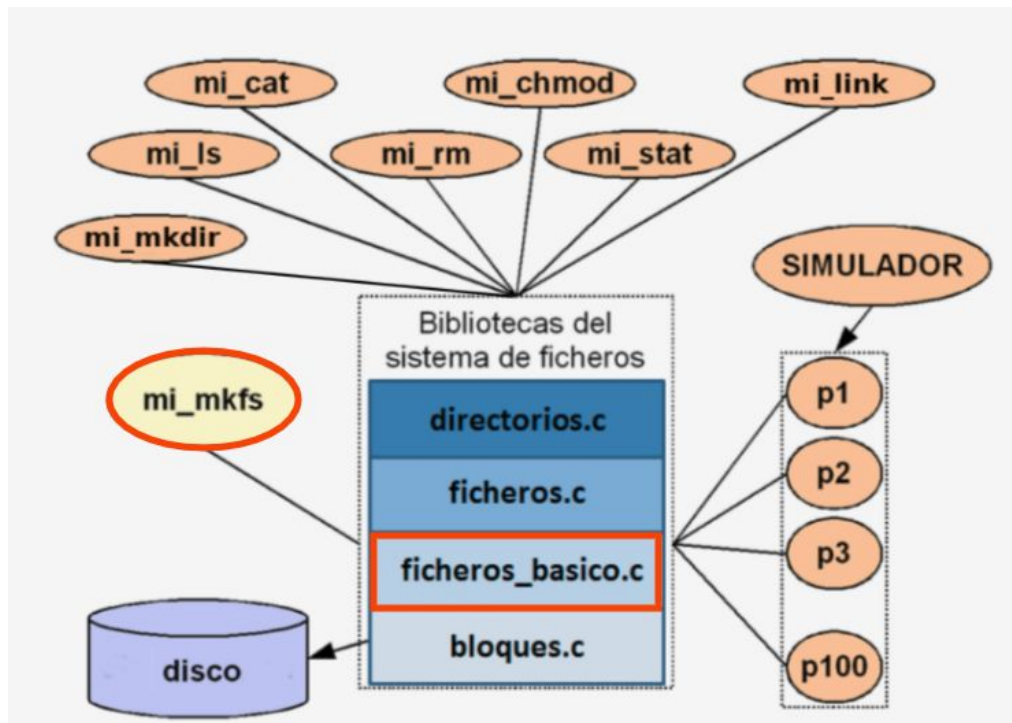 mi_cat
mi_chmod
mi_link
mi_ls
mi_rm
mi_stat
mi_mkdir
SIMULADOR
Bibliotecas del
sistema de ficheros
mi_mkfs
directorios.c
ficheros.c
ficheros_basico.c
bloques.c
disco
p1
p2
p3
p100